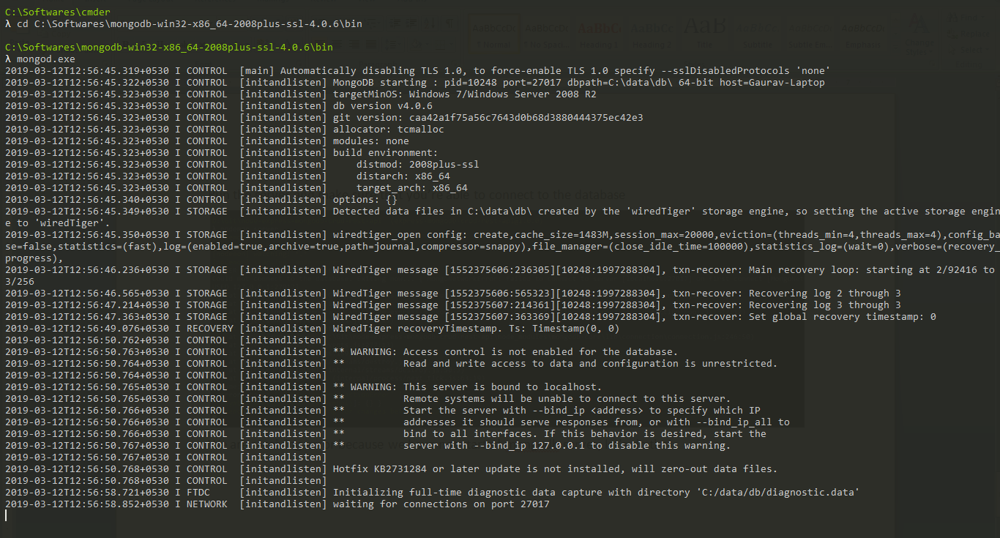 C:\Softwares\cmder
λ cd C:\Softwares\mongodb-win32-x86_64-2008plus-ssl-4.0.6\bin
C:\Softwares\mongodb-win32-x86_64-2008plus-ssl-4.0.6\bin
λ mongod.exe
2019-03-12T12:56:45.319+0530 I CONTROL  [main] Automatically disabling TLS 1.0, to force-enable TLS 1.0 specify --sslDisabledProtocols 'none'
2019-03-12T12:56:45.322+0530 I CONTROL  [initandlisten] MongoDB starting : pid=10248 port=27017 dbpath=C:\data\db\ 64-bit host=Gaurav-Laptop
2019-03-12T12:56:45.323+0530 I CONTROL  [initandlisten] targetMinOS: Windows 7/Windows Server 2008 R2
2019-03-12T12:56:45.323+0530 I CONTROL  [initandlisten] db version v4.0.6
2019-03-12T12:56:45.323+0530 I CONTROL  [initandlisten] git version: caa42a1f75a56c7643d0b68d3880444375ec42e3
2019-03-12T12:56:45.323+0530 I CONTROL  [initandlisten] allocator: tcmalloc
2019-03-12T12:56:45.323+0530 I CONTROL  [initandlisten] modules: none
2019-03-12T12:56:45.323+0530 I CONTROL  [initandlisten] build environment:
2019-03-12T12:56:45.323+0530 I CONTROL  [initandlisten]     distmod: 2008plus-ssl
2019-03-12T12:56:45.323+0530 I CONTROL  [initandlisten]     distarch: x86_64
2019-03-12T12:56:45.323+0530 I CONTROL  [initandlisten]     target_arch: x86_64
2019-03-12T12:56:45.340+0530 I CONTROL  [initandlisten] options: {}
2019-03-12T12:56:45.349+0530 I STORAGE  [initandlisten] Detected data files in C:\data\db\ created by the 'wiredTiger' storage engine, so setting the active storage engin
e to 'wiredTiger'.
2019-03-12T12:56:45.350+0530 I STORAGE  [initandlisten] wiredtiger_open config: create,cache_size=1483M,session_max=20000,eviction=(threads_min=4,threads_max=4),config_ba
se=false,statistics=(fast),log=(enabled=true,archive=true,path=journal,compressor=snappy),file_manager=(close_idle_time=100000),statistics_log=(wait=0),verbose=(recovery_
progress),
2019-03-12T12:56:46.236+0530 I STORAGE  [initandlisten] WiredTiger message [1552375606:236305][10248:1997288304], txn-recover: Main recovery loop: starting at 2/92416 to
3/256
2019-03-12T12:56:46.565+0530 I STORAGE  [initandlisten] WiredTiger message [1552375606:565323][10248:1997288304], txn-recover: Recovering log 2 through 3
2019-03-12T12:56:47.214+0530 I STORAGE  [initandlisten] WiredTiger message [1552375607:214361][10248:1997288304], txn-recover: Recovering log 3 through 3
2019-03-12T12:56:47.363+0530 I STORAGE  [initandlisten] WiredTiger message [1552375607:363369][10248:1997288304], txn-recover: Set global recovery timestamp: 0
2019-03-12T12:56:49.076+0530 I RECOVERY [initandlisten] WiredTiger recoveryTimestamp. Ts: Timestamp(0, 0)
2019-03-12T12:56:50.762+0530 I CONTROL  [initandlisten]
2019-03-12T12:56:50.763+0530 I CONTROL  [initandlisten] ** WARNING: Access control is not enabled for the database.
2019-03-12T12:56:50.764+0530 I CONTROL  [initandlisten] **          Read and write access to data and configuration is unrestricted.
2019-03-12T12:56:50.764+0530 I CONTROL  [initandlisten]
2019-03-12T12:56:50.765+0530 I CONTROL  [initandlisten] ** WARNING: This server is bound to localhost.
2019-03-12T12:56:50.765+0530 I CONTROL  [initandlisten] **          Remote systems will be unable to connect to this server.
2019-03-12T12:56:50.766+0530 I CONTROL  [initandlisten] **          Start the server with --bind_ip <address> to specify which IP
2019-03-12T12:56:50.766+0530 I CONTROL  [initandlisten] **          addresses it should serve responses from, or with --bind_ip_all to
2019-03-12T12:56:50.766+0530 I CONTROL  [initandlisten] **          bind to all interfaces. If this behavior is desired, start the
2019-03-12T12:56:50.767+0530 I CONTROL  [initandlisten] **          server with --bind_ip 127.0.0.1 to disable this warning.
2019-03-12T12:56:50.767+0530 I CONTROL  [initandlisten]
2019-03-12T12:56:50.768+0530 I CONTROL  [initandlisten] Hotfix KB2731284 or later update is not installed, will zero-out data files.
2019-03-12T12:56:50.768+0530 I CONTROL  [initandlisten]
2019-03-12T12:56:58.721+0530 I FTDC     [initandlisten] Initializing full-time diagnostic data capture with directory 'C:/data/db/diagnostic.data'
2019-03-12T12:56:58.852+0530 I NETWORK  [initandlisten] waiting for connections on port 27017